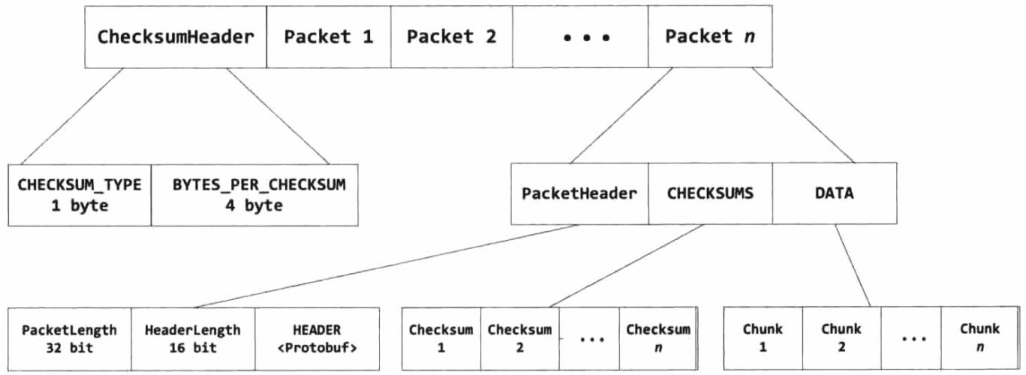 ChecksumHeader Packet 1 Packet 2 ... Packet n
CHECKSUM_TYPE BYTES_PER_CHECKSUM
1 byte 4 byte
PacketHeader CHECKSUMS DATA
PacketLength HeaderLength HEADER
32 bit 16 bit <Protobuf>
Checksum Checksum ... Checksum
1 2 n
Chunk Chunk ... Chunk
1 2 n